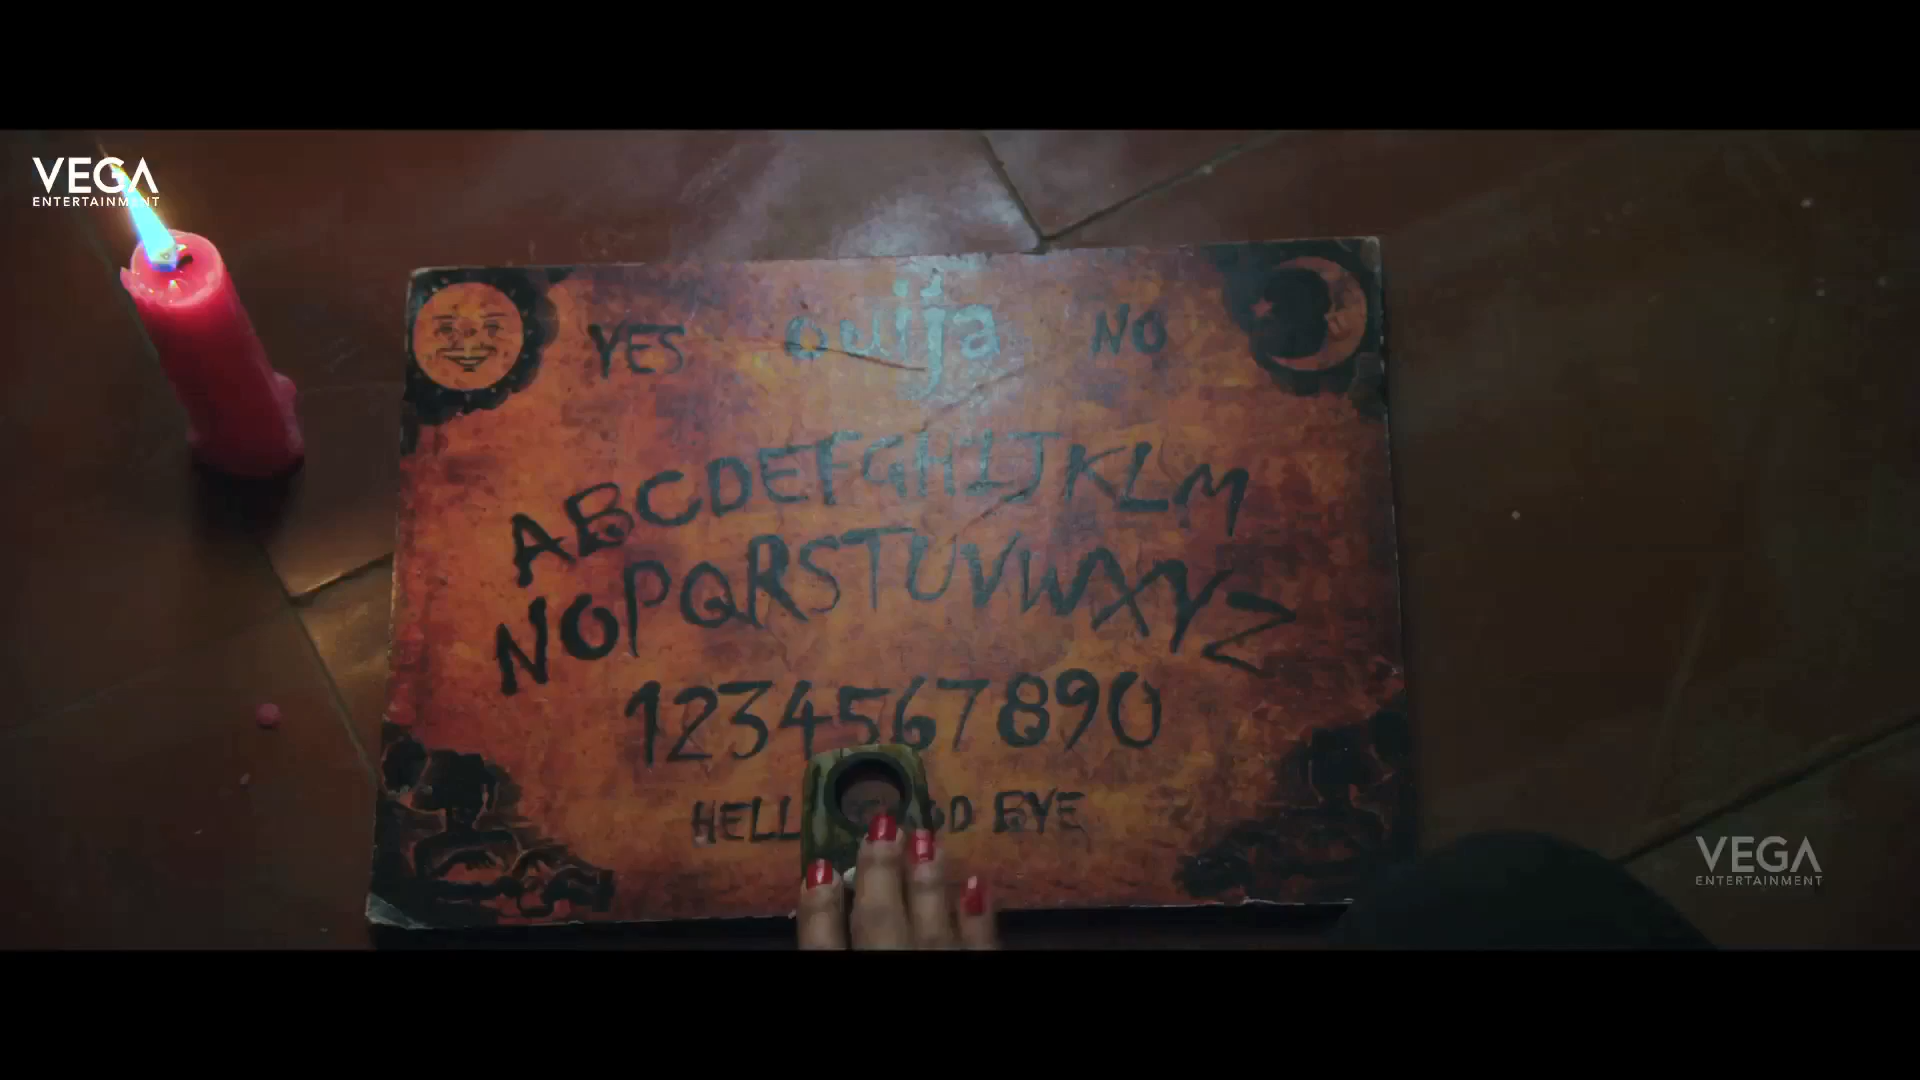 VEGA
ENTERTAINMENT
YES ouija NO
ABCDEFGHIJKLM
NOPQRSTUVWXYZ
1234567890
BYE
VEGA
ENTERTAINMENT